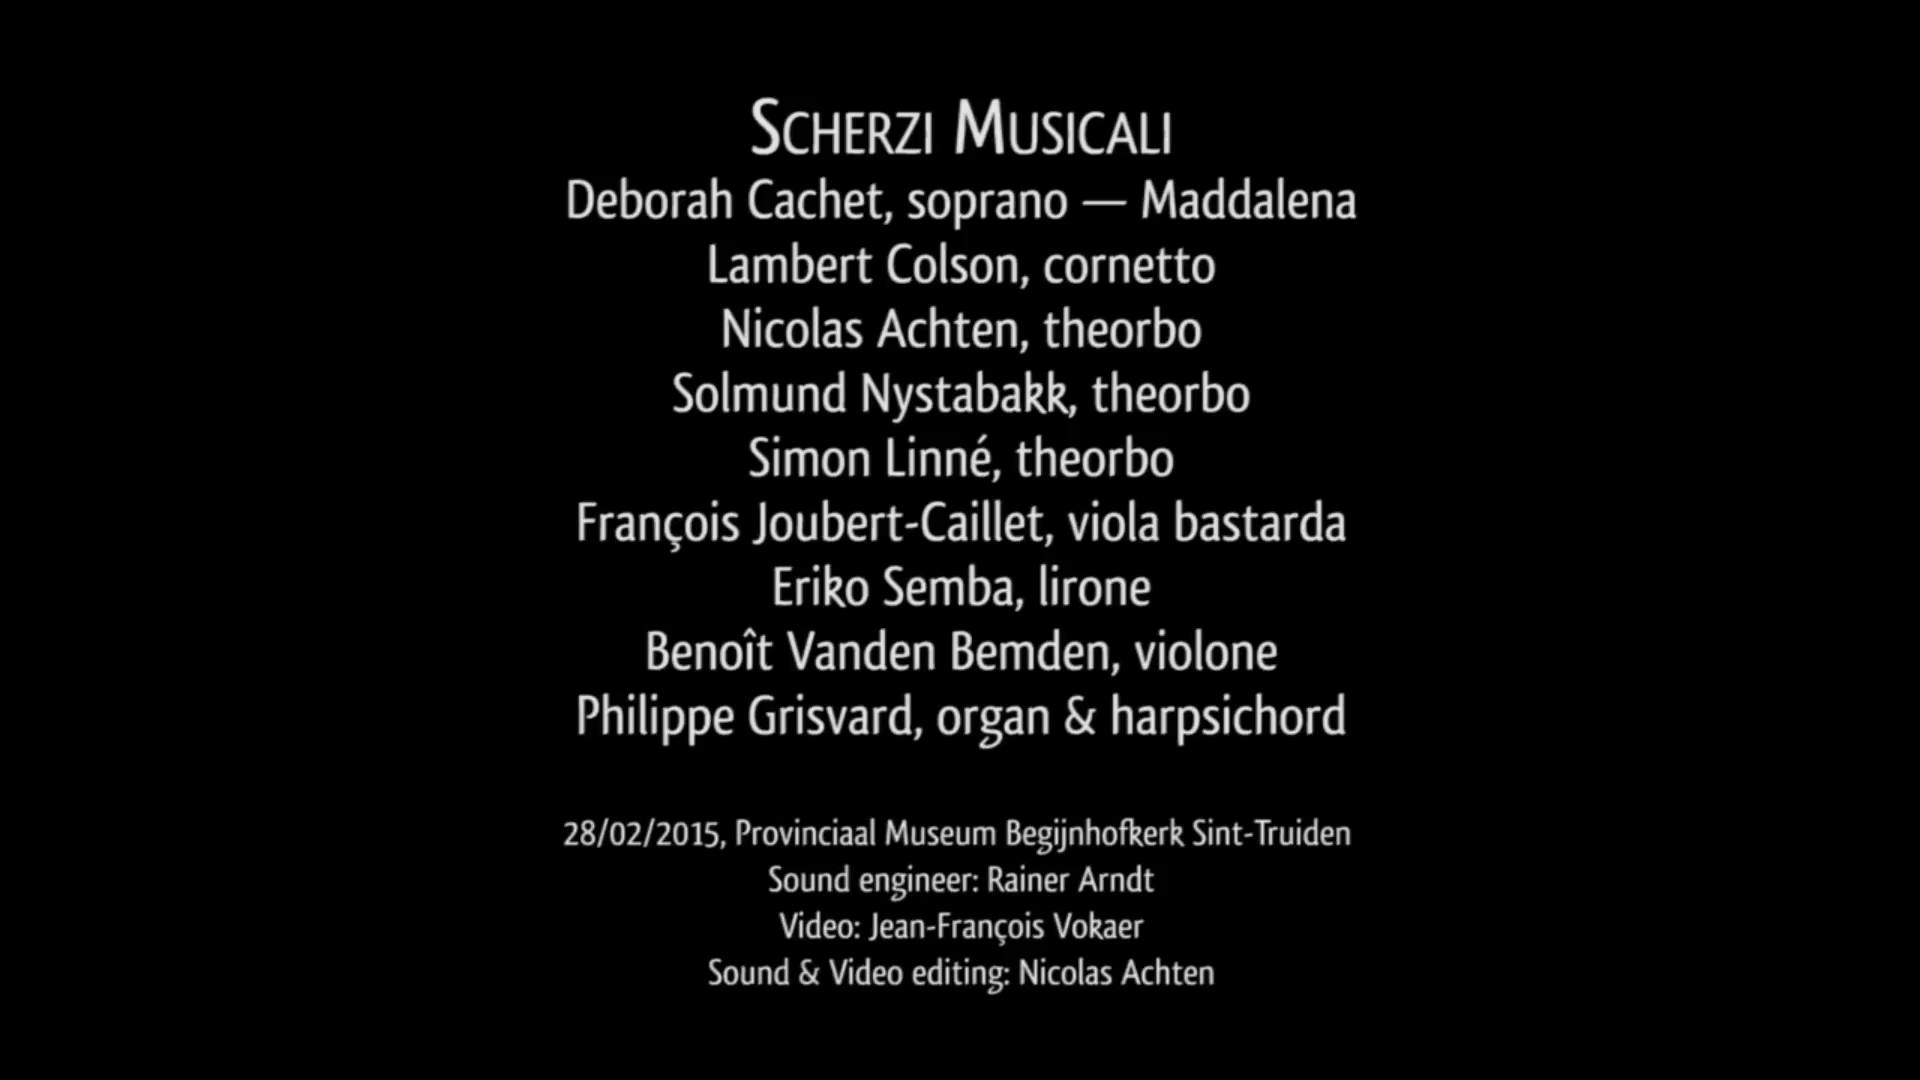 Scherzi Musicali
Deborah Cachet, soprano — Maddalena
Lambert Colson, cornetto
Nicolas Achten, theorbo
Solmund Nystabakk, theorbo
Simon Linné, theorbo
François Joubert-Caillet, viola bastarda
Eriko Semba, lirone
Benoît Vanden Bemden, violone
Philippe Grisvard, organ & harpsichord
28/02/2015, Provinciaal Museum Begijnhofkerk Sint-Truiden
Sound engineer: Rainer Arndt
Video: Jean-François Vokaer
Sound & Video editing: Nicolas Achten